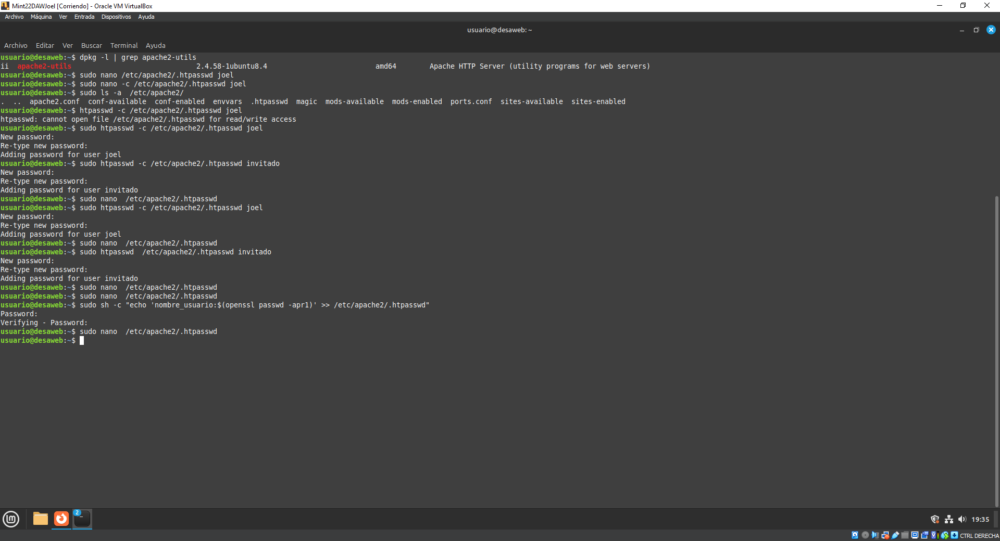 Mint22DAWJoel [Corriendo] - Oracle VM VirtualBox
Archivo Máquina Ver Entrada Dispositivos Ayuda
usuario@desaweb: ~
Archivo Editar Ver Buscar Terminal Ayuda
usuario@desaweb:~$ dpkg -l | grep apache2-utils
ii  apache2-utils                              2.4.58-1ubuntu8.4                          amd64        Apache HTTP Server (utility programs for web servers)
usuario@desaweb:~$ sudo nano /etc/apache2/.htpasswd joel
usuario@desaweb:~$ sudo nano -c /etc/apache2/.htpasswd joel
usuario@desaweb:~$ sudo ls -a  /etc/apache2/
.  ..  apache2.conf  conf-available  conf-enabled  envvars  .htpasswd  magic  mods-available  mods-enabled  ports.conf  sites-available  sites-enabled
usuario@desaweb:~$ htpasswd -c /etc/apache2/.htpasswd joel
htpasswd: cannot open file /etc/apache2/.htpasswd for read/write access
usuario@desaweb:~$ sudo htpasswd -c /etc/apache2/.htpasswd joel
New password:
Re-type new password:
Adding password for user joel
usuario@desaweb:~$ sudo htpasswd -c /etc/apache2/.htpasswd invitado
New password:
Re-type new password:
Adding password for user invitado
usuario@desaweb:~$ sudo nano  /etc/apache2/.htpasswd
usuario@desaweb:~$ sudo htpasswd -c /etc/apache2/.htpasswd joel
New password:
Re-type new password:
Adding password for user joel
usuario@desaweb:~$ sudo nano  /etc/apache2/.htpasswd
usuario@desaweb:~$ sudo htpasswd  /etc/apache2/.htpasswd invitado
New password:
Re-type new password:
Adding password for user invitado
usuario@desaweb:~$ sudo nano  /etc/apache2/.htpasswd
usuario@desaweb:~$ sudo nano  /etc/apache2/.htpasswd
usuario@desaweb:~$ sudo sh -c "echo 'nombre_usuario:$(openssl passwd -apr1)' >> /etc/apache2/.htpasswd"
Password:
Verifying - Password:
usuario@desaweb:~$ sudo nano  /etc/apache2/.htpasswd
usuario@desaweb:~$
2
19:35
CTRL DERECHA